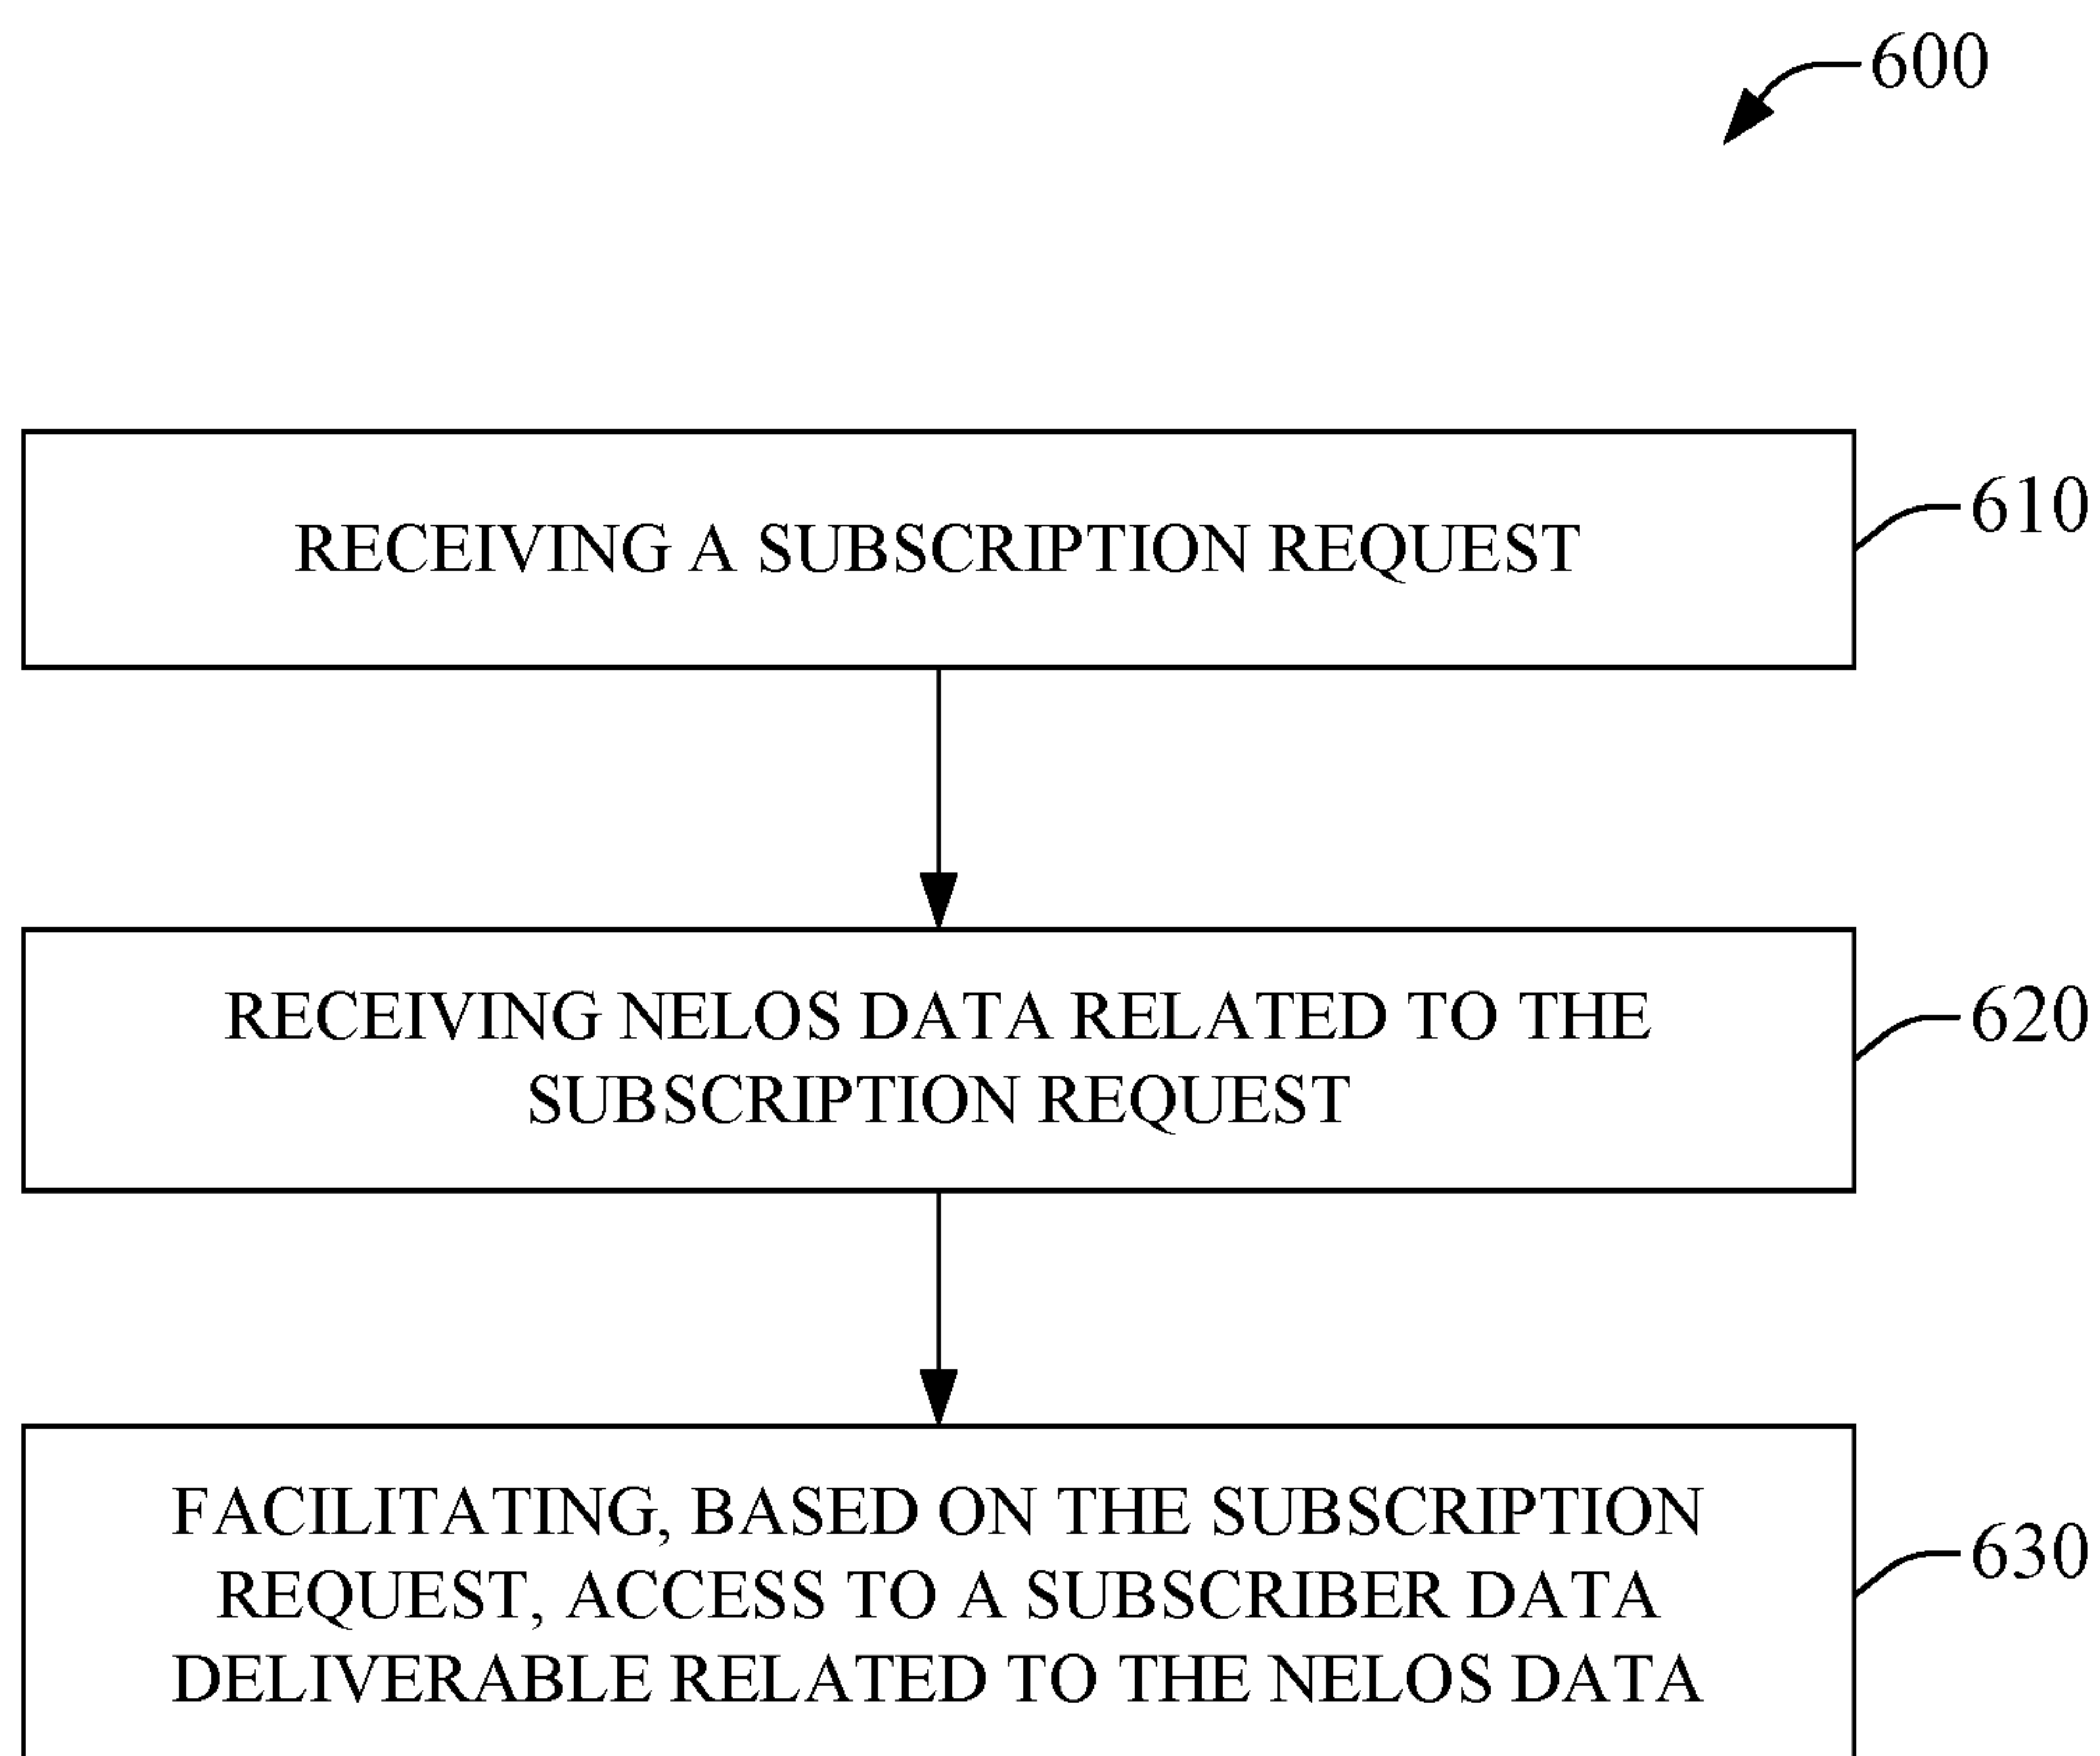 600
RECEIVING A SUBSCRIPTION REQUEST
610
RECEIVING NELOS DATA RELATED TO THE
SUBSCRIPTION REQUEST
620
FACILITATING, BASED ON THE SUBSCRIPTION
REQUEST, ACCESS TO A SUBSCRIBER DATA
DELIVERABLE RELATED TO THE NELOS DATA
630